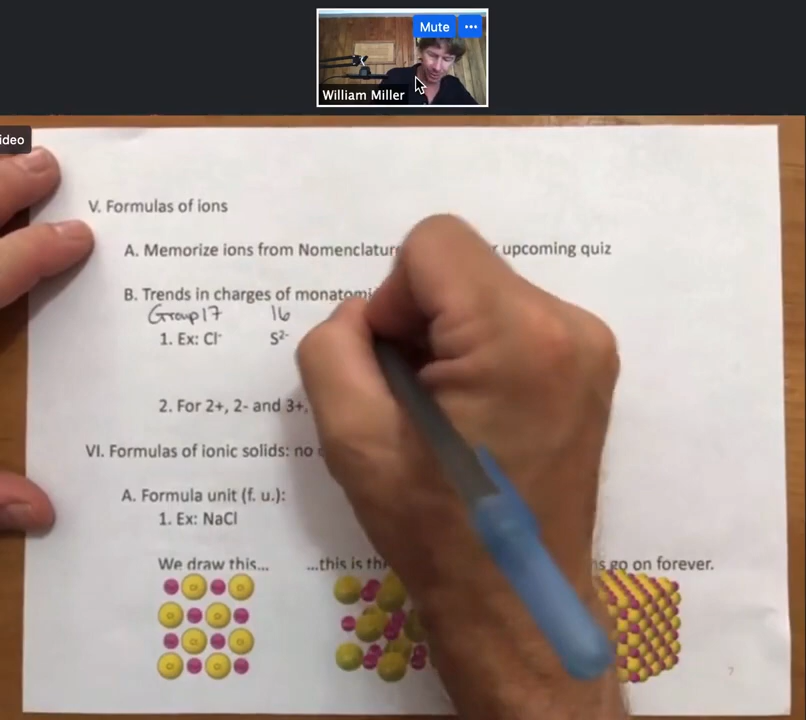 Mute ...
William Miller
ideo
V. Formulas of ions
A. Memorize ions from Nomenclature upcoming quiz
B. Trends in charges of monatomi
Group 17 16
1. Ex: Cl⁻ S²⁻
2. For 2+, 2- and 3+,
VI. Formulas of ionic solids: no
A. Formula unit (f. u.):
1. Ex: NaCl
We draw this... ...this is the ns go on forever.
7